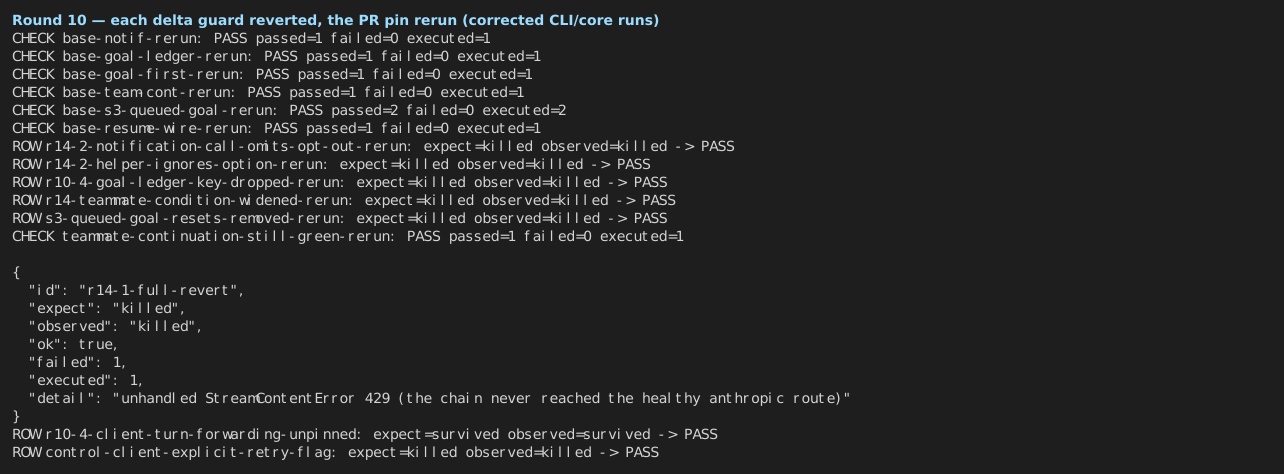 Round 10 — each delta guard reverted, the PR pin rerun (corrected CLI/core runs)
CHECK base-notif-rerun: PASS passed=1 failed=0 executed=1
CHECK base-goal-ledger-rerun: PASS passed=1 failed=0 executed=1
CHECK base-goal-first-rerun: PASS passed=1 failed=0 executed=1
CHECK base-team-cont-rerun: PASS passed=1 failed=0 executed=1
CHECK base-s3-queued-goal-rerun: PASS passed=2 failed=0 executed=2
CHECK base-resume-wire-rerun: PASS passed=1 failed=0 executed=1
ROW r14-2-notification-call-omits-opt-out-rerun: expect=killed observed=killed -> PASS
ROW r14-2-helper-ignores-option-rerun: expect=killed observed=killed -> PASS
ROW r10-4-goal-ledger-key-dropped-rerun: expect=killed observed=killed -> PASS
ROW r14-teammate-condition-widened-rerun: expect=killed observed=killed -> PASS
ROW s3-queued-goal-resets-removed-rerun: expect=killed observed=killed -> PASS
CHECK teammate-continuation-still-green-rerun: PASS passed=1 failed=0 executed=1
{
  "id": "r14-1-full-revert",
  "expect": "killed",
  "observed": "killed",
  "ok": true,
  "failed": 1,
  "executed": 1,
  "detail": "unhandled StreamContentError 429 (the chain never reached the healthy anthropic route)"
}
ROW r10-4-client-turn-forwarding-unpinned: expect=survived observed=survived -> PASS
ROW control-client-explicit-retry-flag: expect=killed observed=killed -> PASS